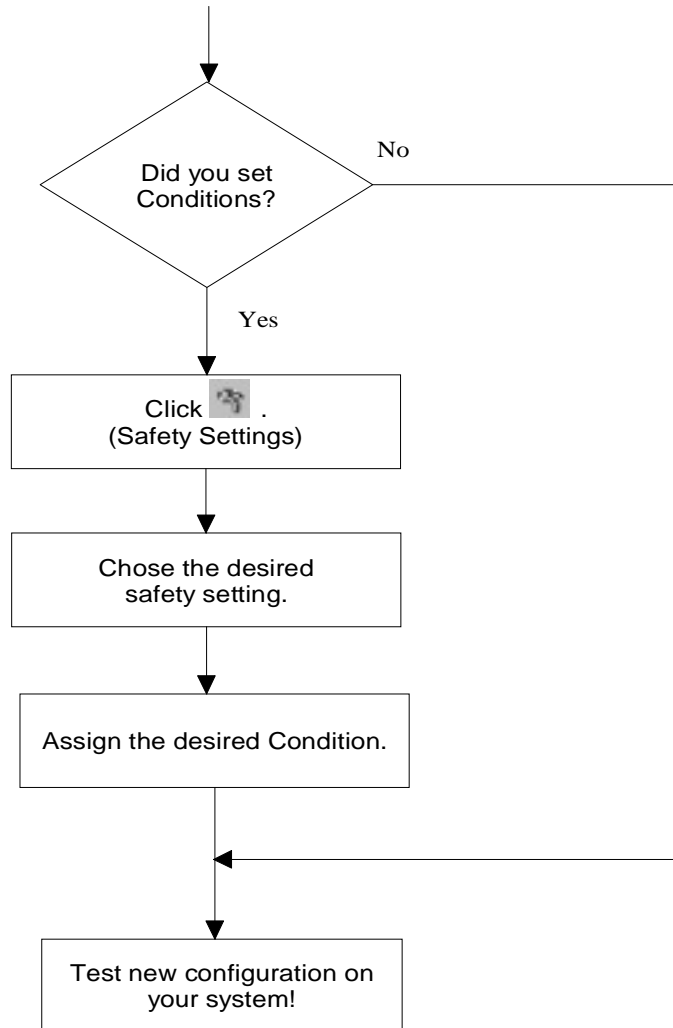 Did you set
Conditions?
No
Yes
Click .
(Safety Settings)
Chose the desired
safety setting.
Assign the desired Condition.
Test new configuration on
your system!